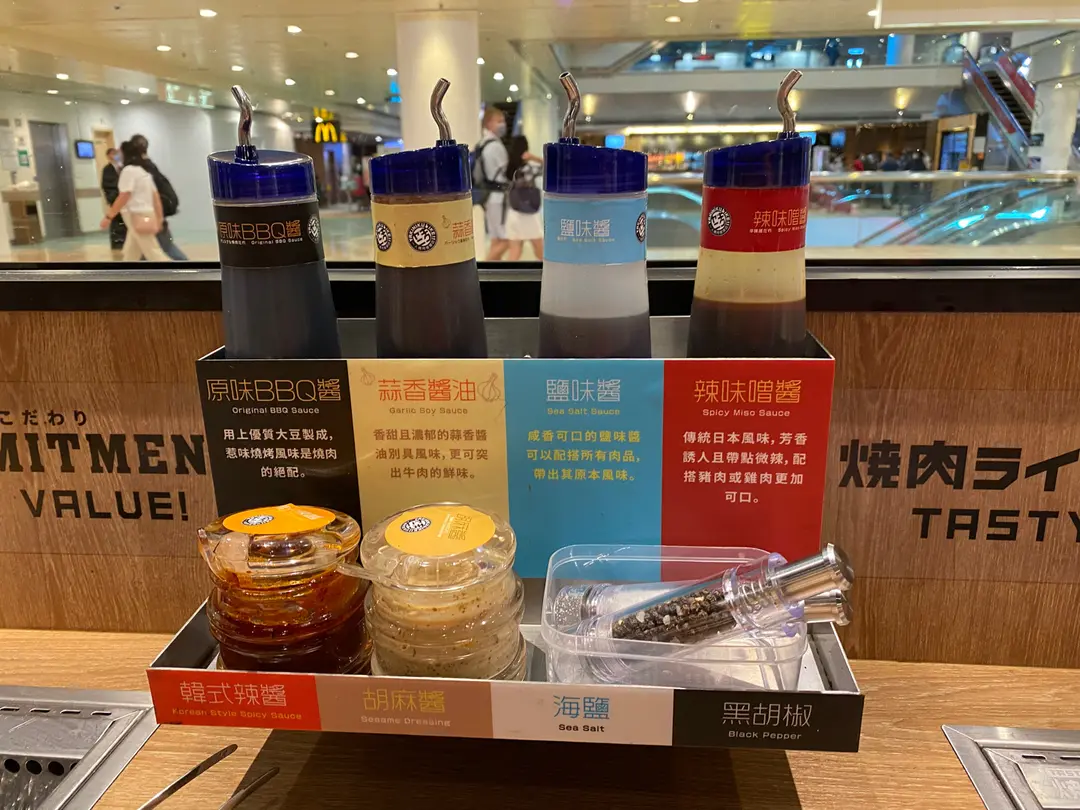 原味BBQ醬
Original BBQ Sauce
蒜香
鹽味醬
Sea Salt Sauce
辣味噌醬
Spicy Miso Sauce
原味BBQ醬
Original BBQ Sauce
用上優質大豆製成，
惹味燒烤風味是燒肉
的絕配。
蒜香醬油
Garlic Soy Sauce
香甜且濃郁的蒜香醬
油別具風味，更可突
出牛肉的鮮味。
鹽味醬
Sea Salt Sauce
咸香可口的鹽味醬
可以配搭所有肉品，
帶出其原本風味。
辣味噌醬
Spicy Miso Sauce
傳統日本風味，芳香
誘人且帶點微辣，配
搭豬肉或雞肉更加
可口。
こだわり
MITMEN
VALUE!
焼肉ライ
TASTY
韓式辣醬
Korean Style Spicy Sauce
胡麻醬
Sesame Dressing
海鹽
Sea Salt
黑胡椒
Black Pepper